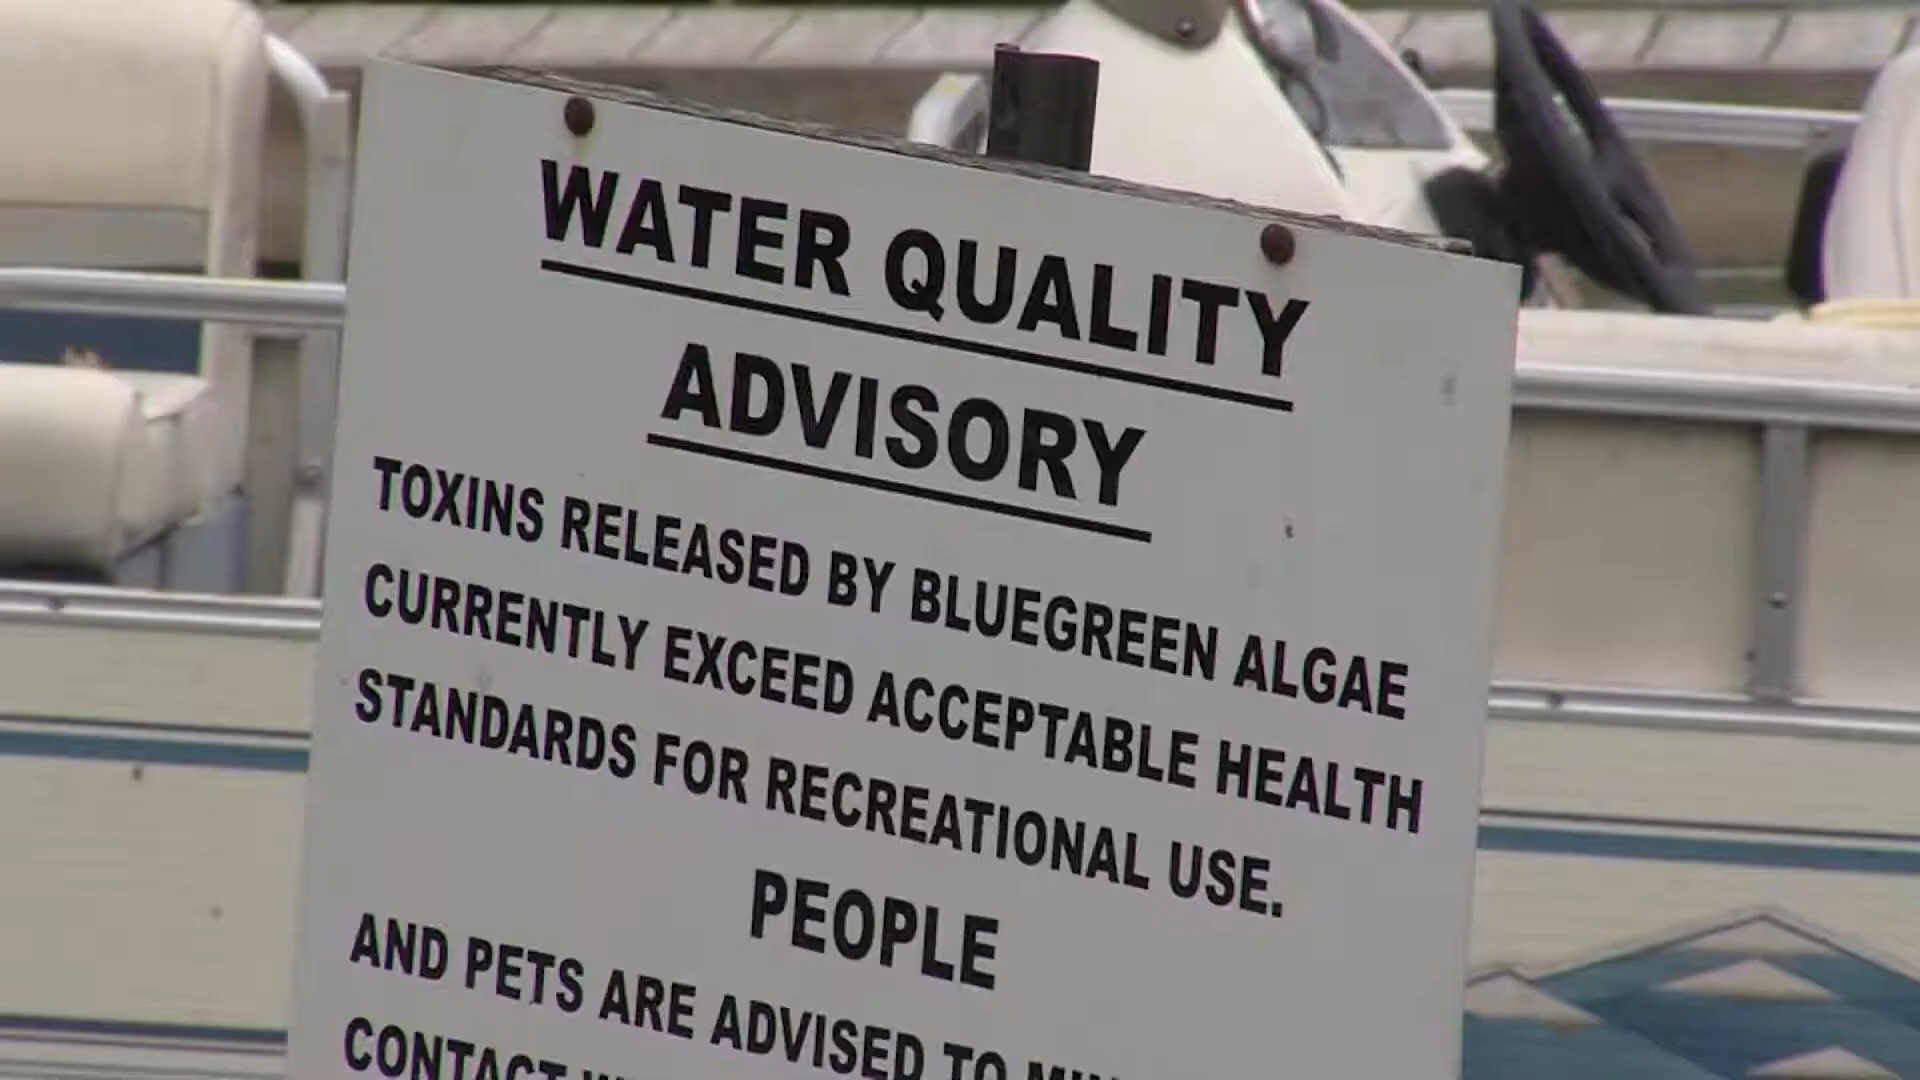 WATER QUALITY
ADVISORY
TOXINS RELEASED BY BLUEGREEN ALGAE
CURRENTLY EXCEED ACCEPTABLE HEALTH
STANDARDS FOR RECREATIONAL USE.
PEOPLE
AND PETS ARE ADVISED TO
CONTACT